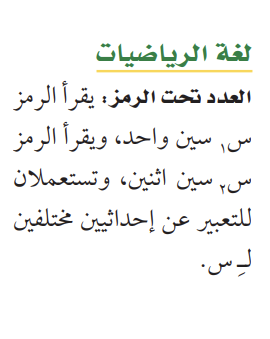 لغة الرياضيات
العدد تحت الرمز: يقرأ الرمز
س١ سين واحد، ويقرأ الرمز
س٢ سين اثنين، وتستعملان
للتعبير عن إحداثيين مختلفين
لـِ س.